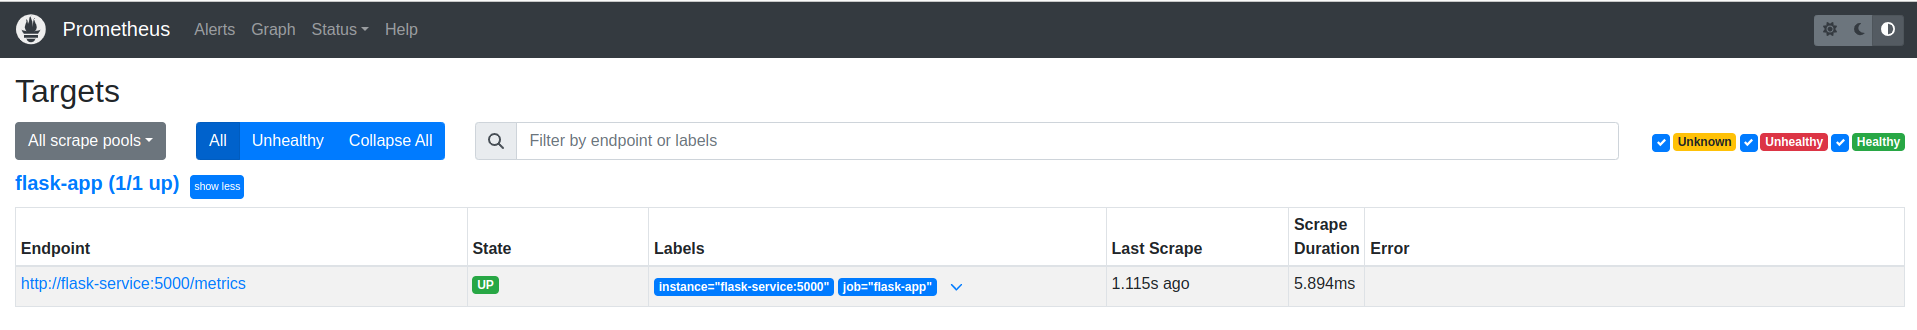 Prometheus Alerts Graph Status Help
Targets
All scrape pools All Unhealthy Collapse All Filter by endpoint or labels Unknown Unhealthy Healthy
flask-app (1/1 up) show less
Endpoint State Labels Last Scrape Scrape Duration Error
http://flask-service:5000/metrics UP instance="flask-service:5000" job="flask-app" 1.115s ago 5.894ms